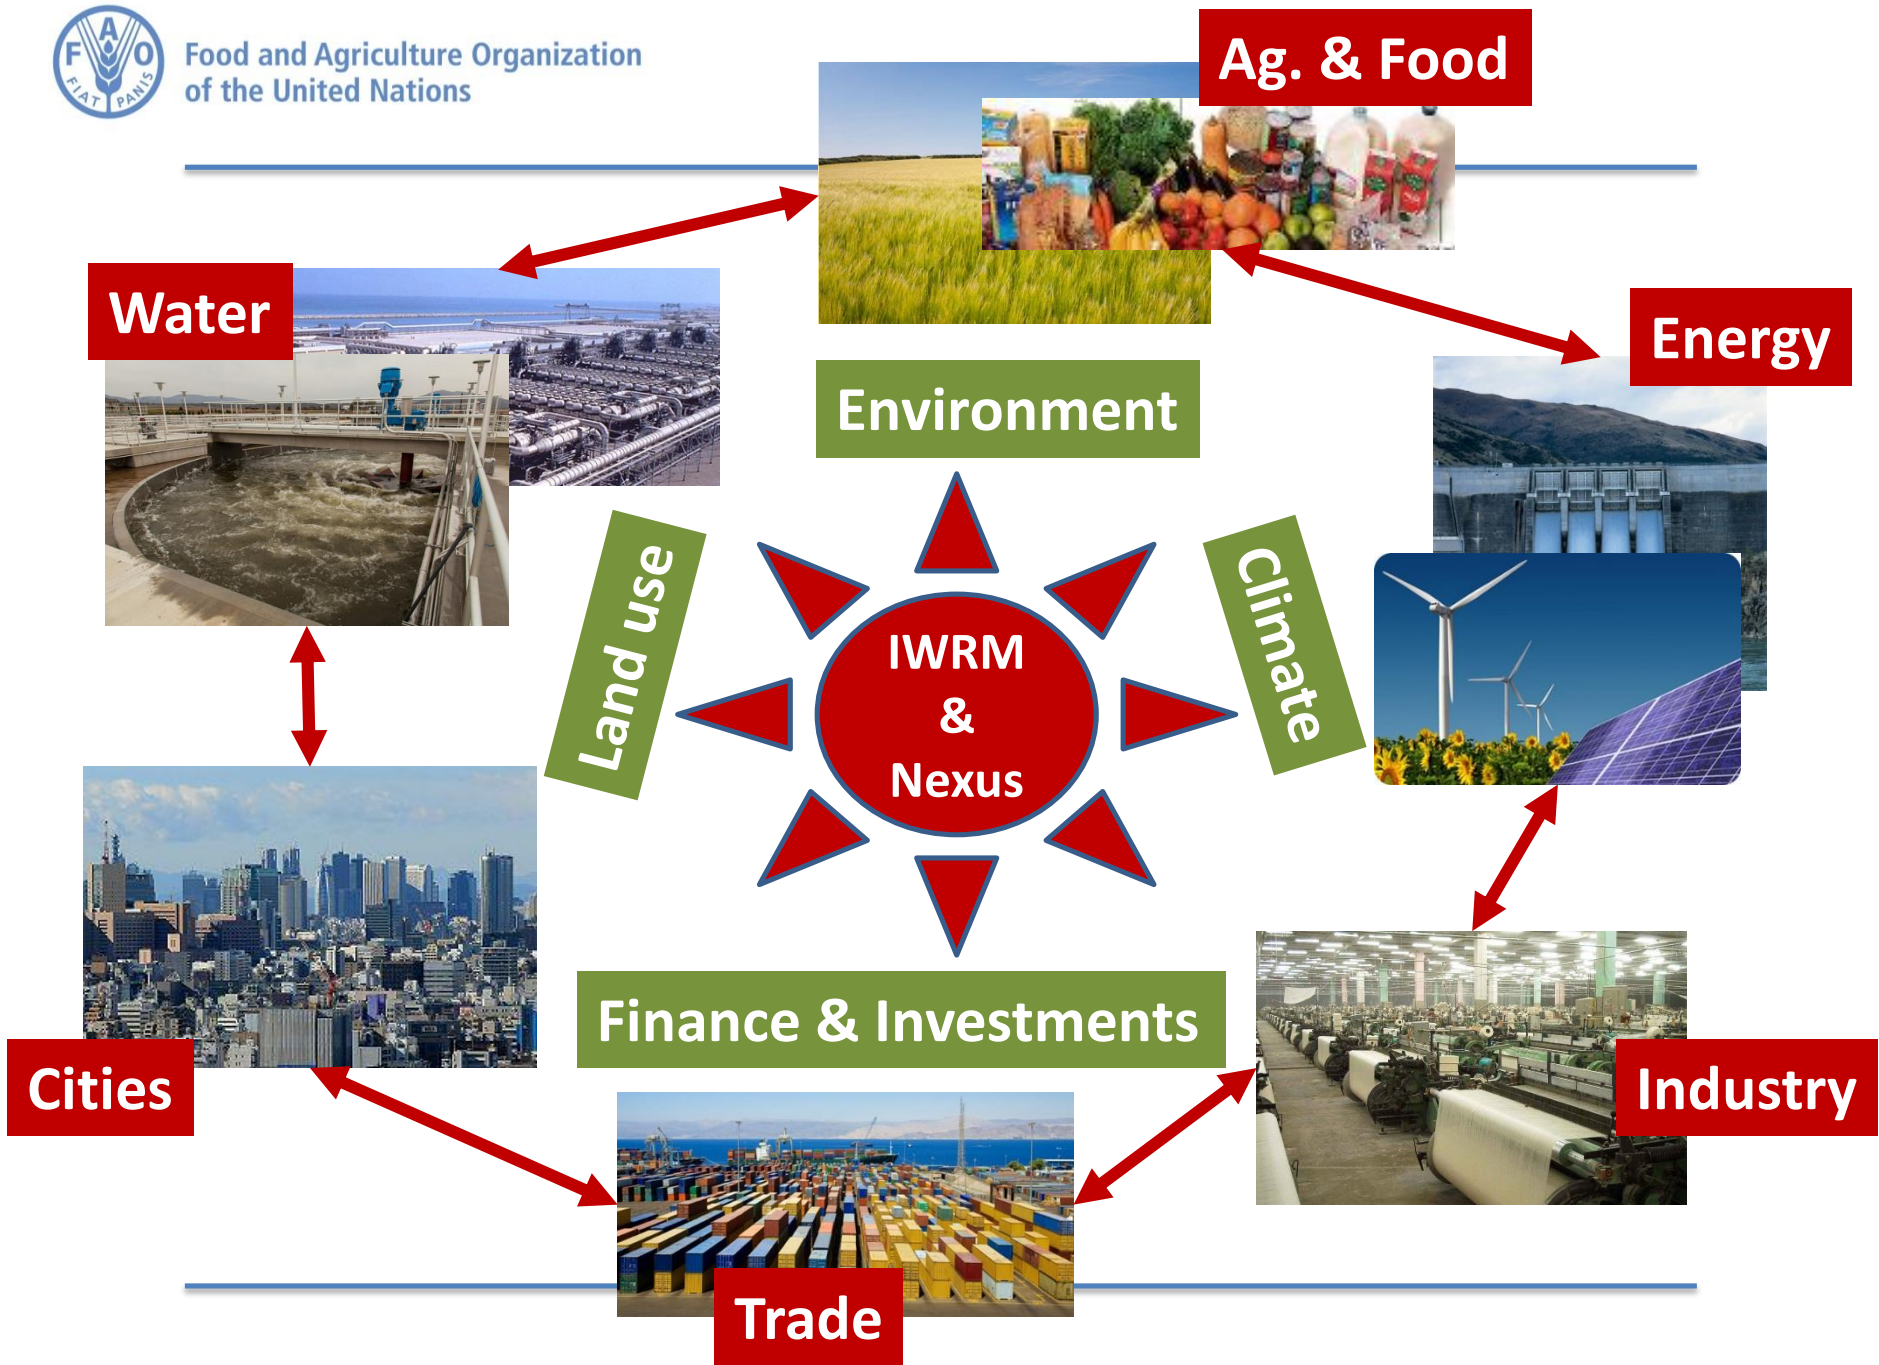 F A O
FIAT PANIS
Food and Agriculture Organization
of the United Nations
Ag. & Food
Water
Energy
Environment
Land use
Climate
IWRM
&
Nexus
Finance & Investments
Cities
Industry
Trade